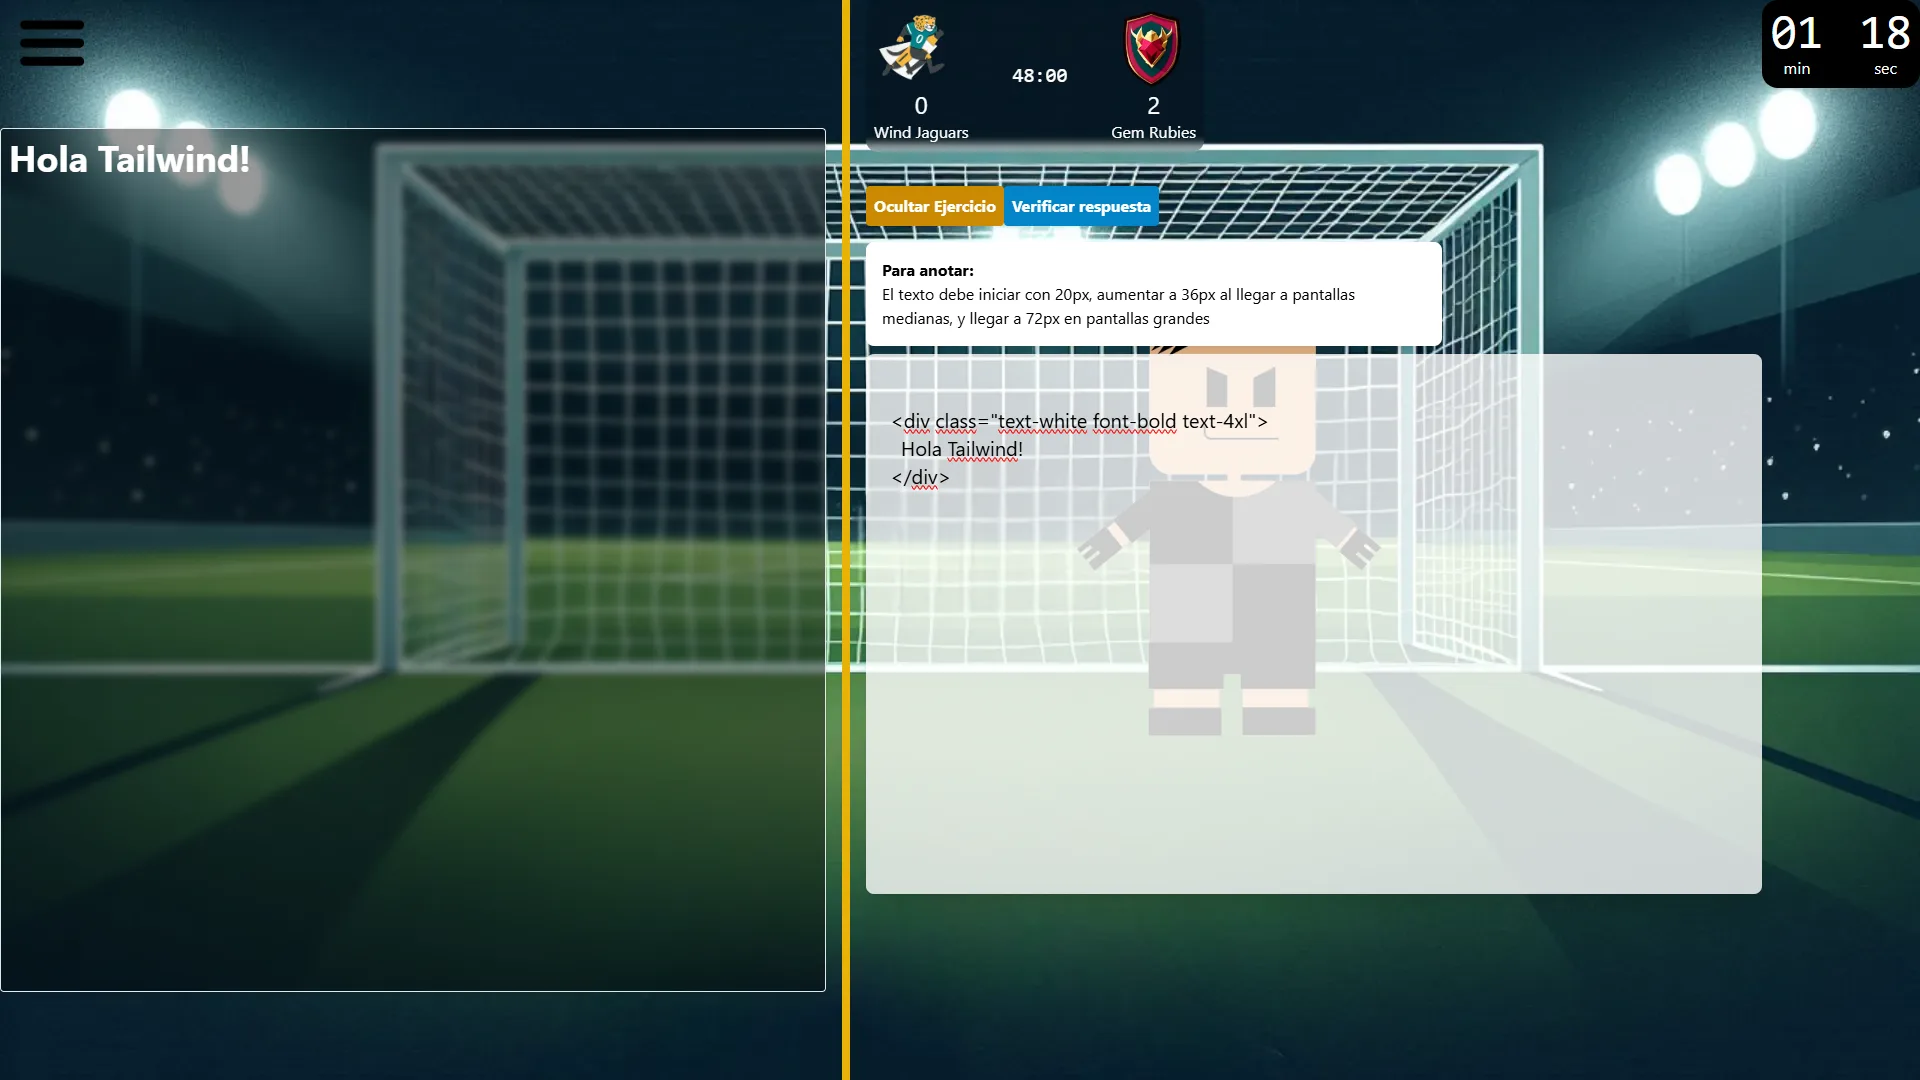 Hola Tailwind!
0
48:00
2
Wind Jaguars
Gem Rubies
01 18
min sec
Ocultar Ejercicio
Verificar respuesta
Para anotar:
El texto debe iniciar con 20px, aumentar a 36px al llegar a pantallas
medianas, y llegar a 72px en pantallas grandes
<div class="text-white font-bold text-4xl">
Hola Tailwind!
</div>